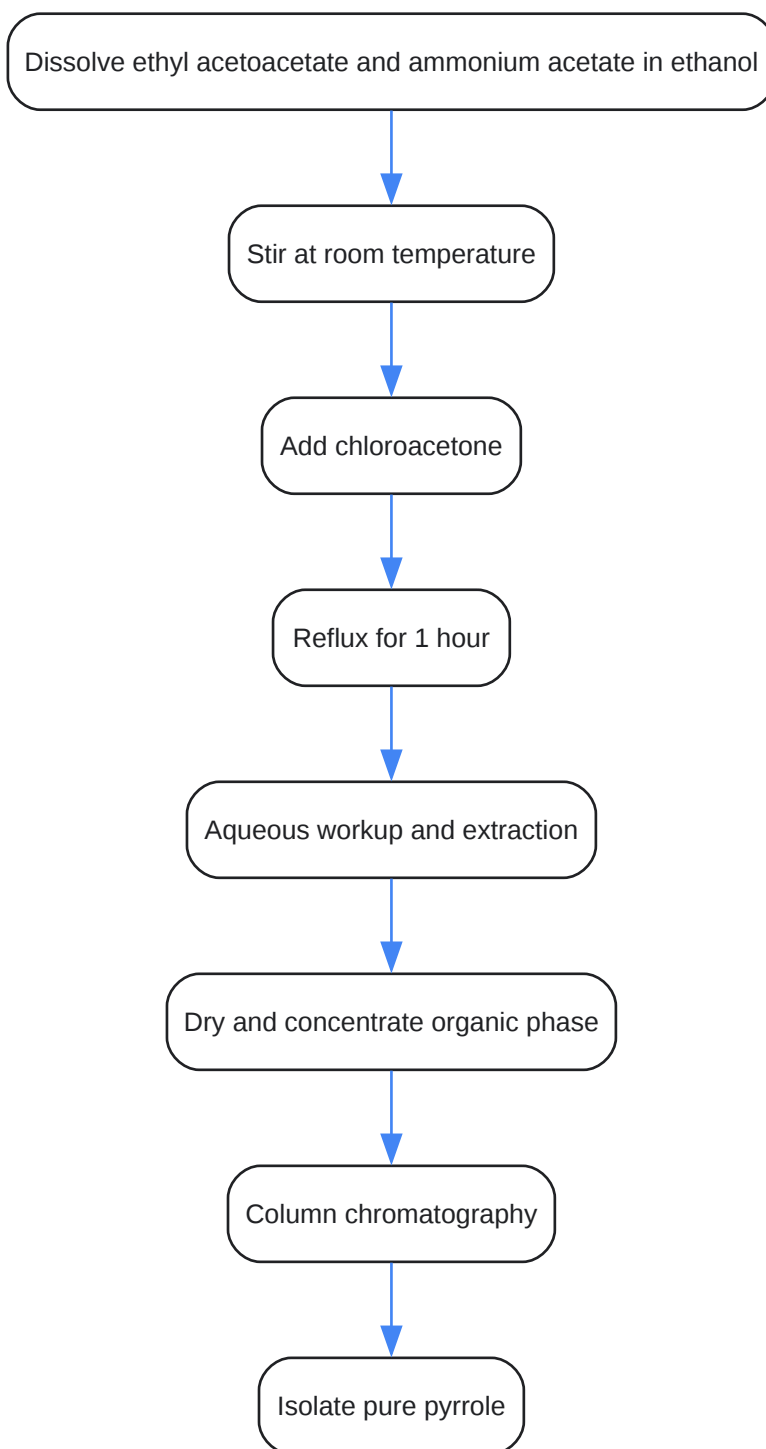 Dissolve ethyl acetoacetate and ammonium acetate in ethanol
Stir at room temperature
Add chloroacetone
Reflux for 1 hour
Aqueous workup and extraction
Dry and concentrate organic phase
Column chromatography
Isolate pure pyrrole